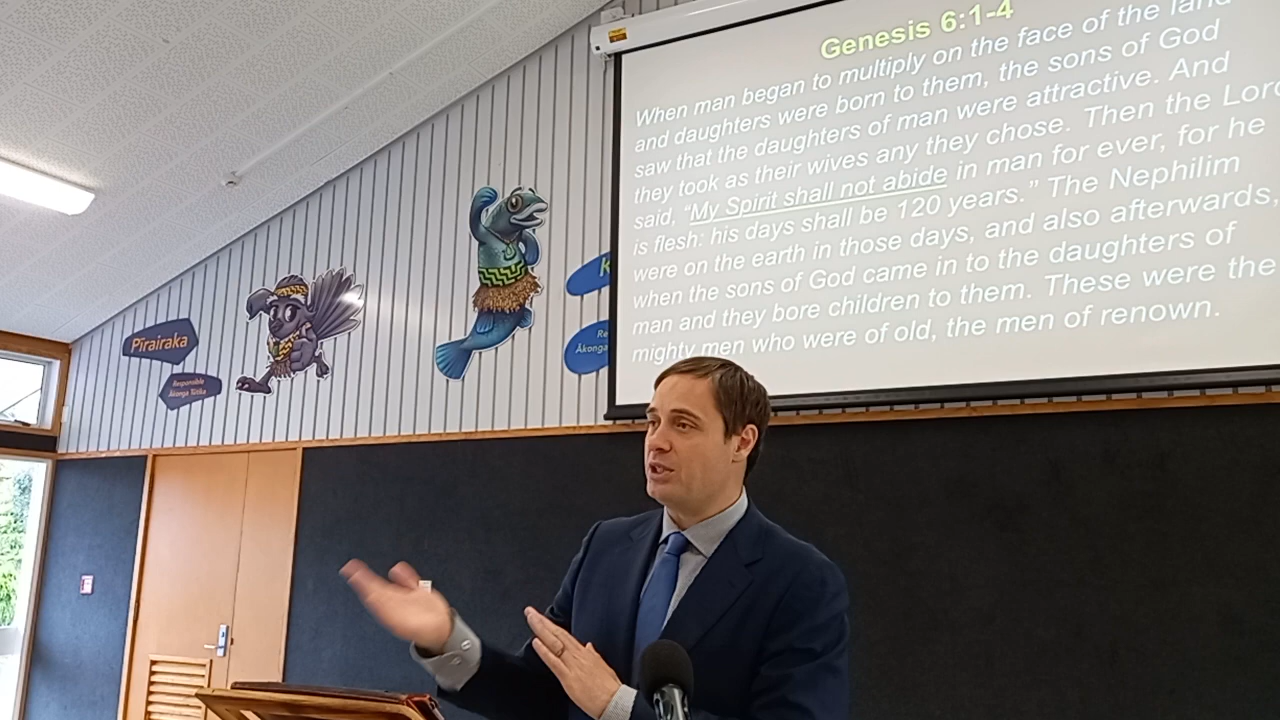 Genesis 6:1-4
When man began to multiply on the face of the land
and daughters were born to them, the sons of God
saw that the daughters of man were attractive. And
they took as their wives any they chose. Then the Lord
said, “My Spirit shall not abide in man for ever, for he
is flesh: his days shall be 120 years.” The Nephilim
were on the earth in those days, and also afterwards,
when the sons of God came in to the daughters of
man and they bore children to them. These were the
mighty men who were of old, the men of renown.
Pīrairaka
Responsible
Ākonga Tōtika
K
Re
Ākonga